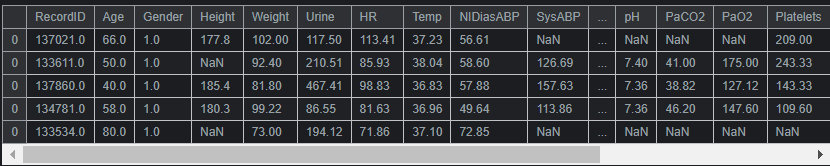 RecordID Age Gender Height Weight Urine HR Temp NIDiasABP SysABP ... pH PaCO2 PaO2 Platelets
0 137021.0 66.0 1.0 177.8 102.00 117.50 113.41 37.23 56.61 NaN ... NaN NaN NaN 209.00
0 133611.0 50.0 1.0 NaN 92.40 210.51 85.93 38.04 58.60 126.69 ... 7.40 41.00 175.00 243.33
0 137860.0 40.0 1.0 185.4 81.80 467.41 98.83 36.83 57.88 157.63 ... 7.36 38.82 127.12 143.33
0 134781.0 58.0 1.0 180.3 99.22 86.55 81.63 36.96 49.64 113.86 ... 7.36 46.20 147.60 109.60
0 133534.0 80.0 1.0 NaN 73.00 194.12 71.86 37.10 72.85 NaN ... NaN NaN NaN NaN